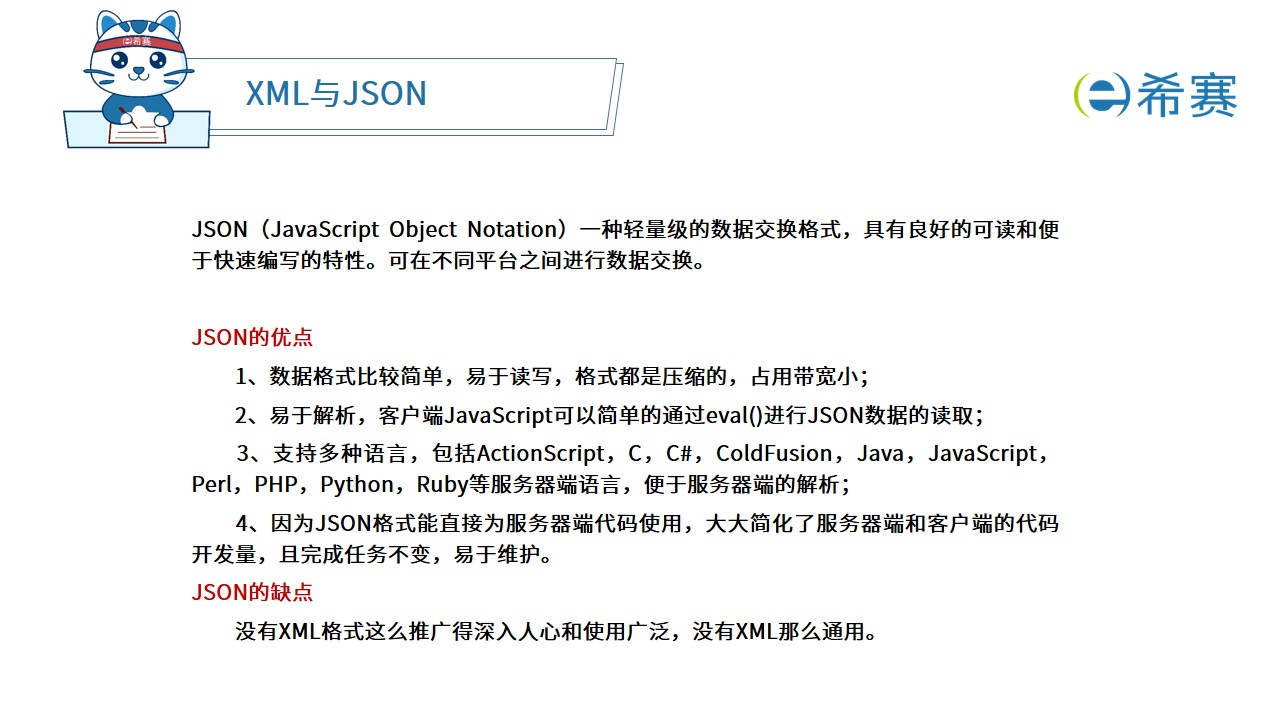 希赛
XML与JSON
希赛
JSON（JavaScript Object Notation）一种轻量级的数据交换格式，具有良好的可读和便
于快速编写的特性。可在不同平台之间进行数据交换。
JSON的优点
1、数据格式比较简单，易于读写，格式都是压缩的，占用带宽小；
2、易于解析，客户端JavaScript可以简单的通过eval()进行JSON数据的读取；
3、支持多种语言，包括ActionScript，C，C#，ColdFusion，Java，JavaScript，
Perl，PHP，Python，Ruby等服务器端语言，便于服务器端的解析；
4、因为JSON格式能直接为服务器端代码使用，大大简化了服务器端和客户端的代码
开发量，且完成任务不变，易于维护。
JSON的缺点
没有XML格式这么推广得深入人心和使用广泛，没有XML那么通用。